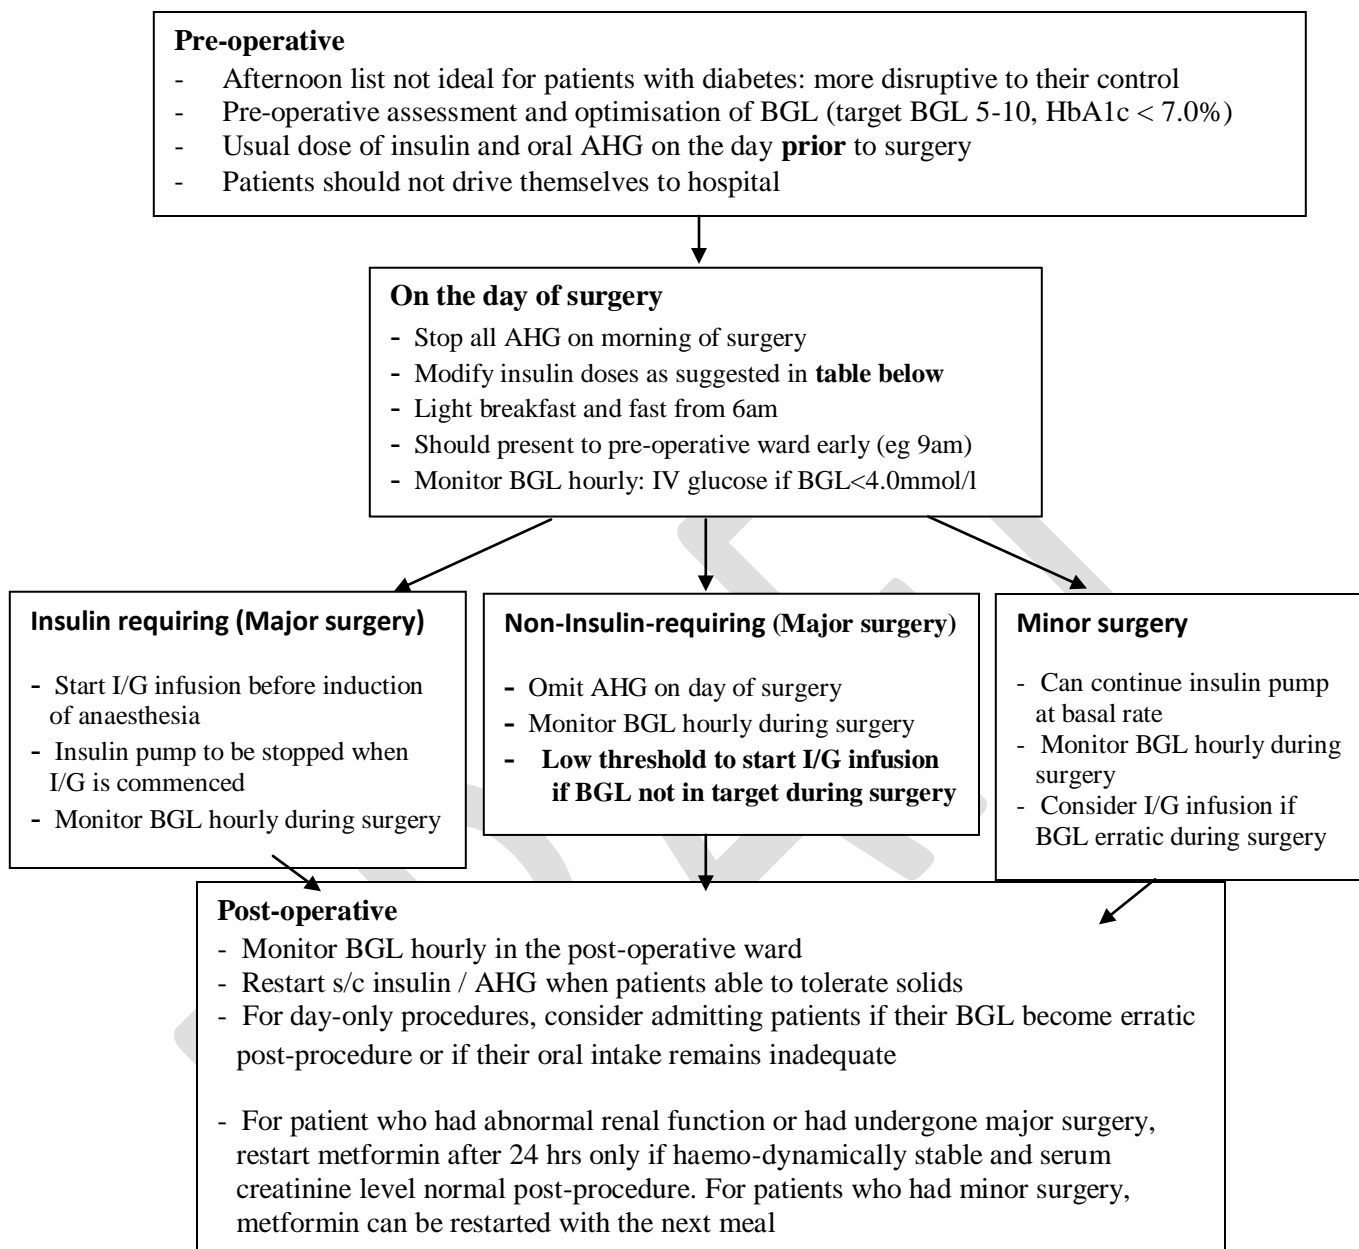 Pre-operative
- Afternoon list not ideal for patients with diabetes: more disruptive to their control
- Pre-operative assessment and optimisation of BGL (target BGL 5-10, HbA1c < 7.0%)
- Usual dose of insulin and oral AHG on the day prior to surgery
- Patients should not drive themselves to hospital
On the day of surgery
- Stop all AHG on morning of surgery
- Modify insulin doses as suggested in table below
- Light breakfast and fast from 6am
- Should present to pre-operative ward early (eg 9am)
- Monitor BGL hourly: IV glucose if BGL<4.0mmol/l
Insulin requiring (Major surgery)
- Start I/G infusion before induction
of anaesthesia
- Insulin pump to be stopped when
I/G is commenced
- Monitor BGL hourly during surgery
Non-Insulin-requiring (Major surgery)
- Omit AHG on day of surgery
- Monitor BGL hourly during surgery
- Low threshold to start I/G infusion
if BGL not in target during surgery
Minor surgery
- Can continue insulin pump
at basal rate
- Monitor BGL hourly during
surgery
- Consider I/G infusion if
BGL erratic during surgery
Post-operative
- Monitor BGL hourly in the post-operative ward
- Restart s/c insulin / AHG when patients able to tolerate solids
- For day-only procedures, consider admitting patients if their BGL become erratic
post-procedure or if their oral intake remains inadequate
- For patient who had abnormal renal function or had undergone major surgery,
restart metformin after 24 hrs only if haemo-dynamically stable and serum
creatinine level normal post-procedure. For patients who had minor surgery,
metformin can be restarted with the next meal